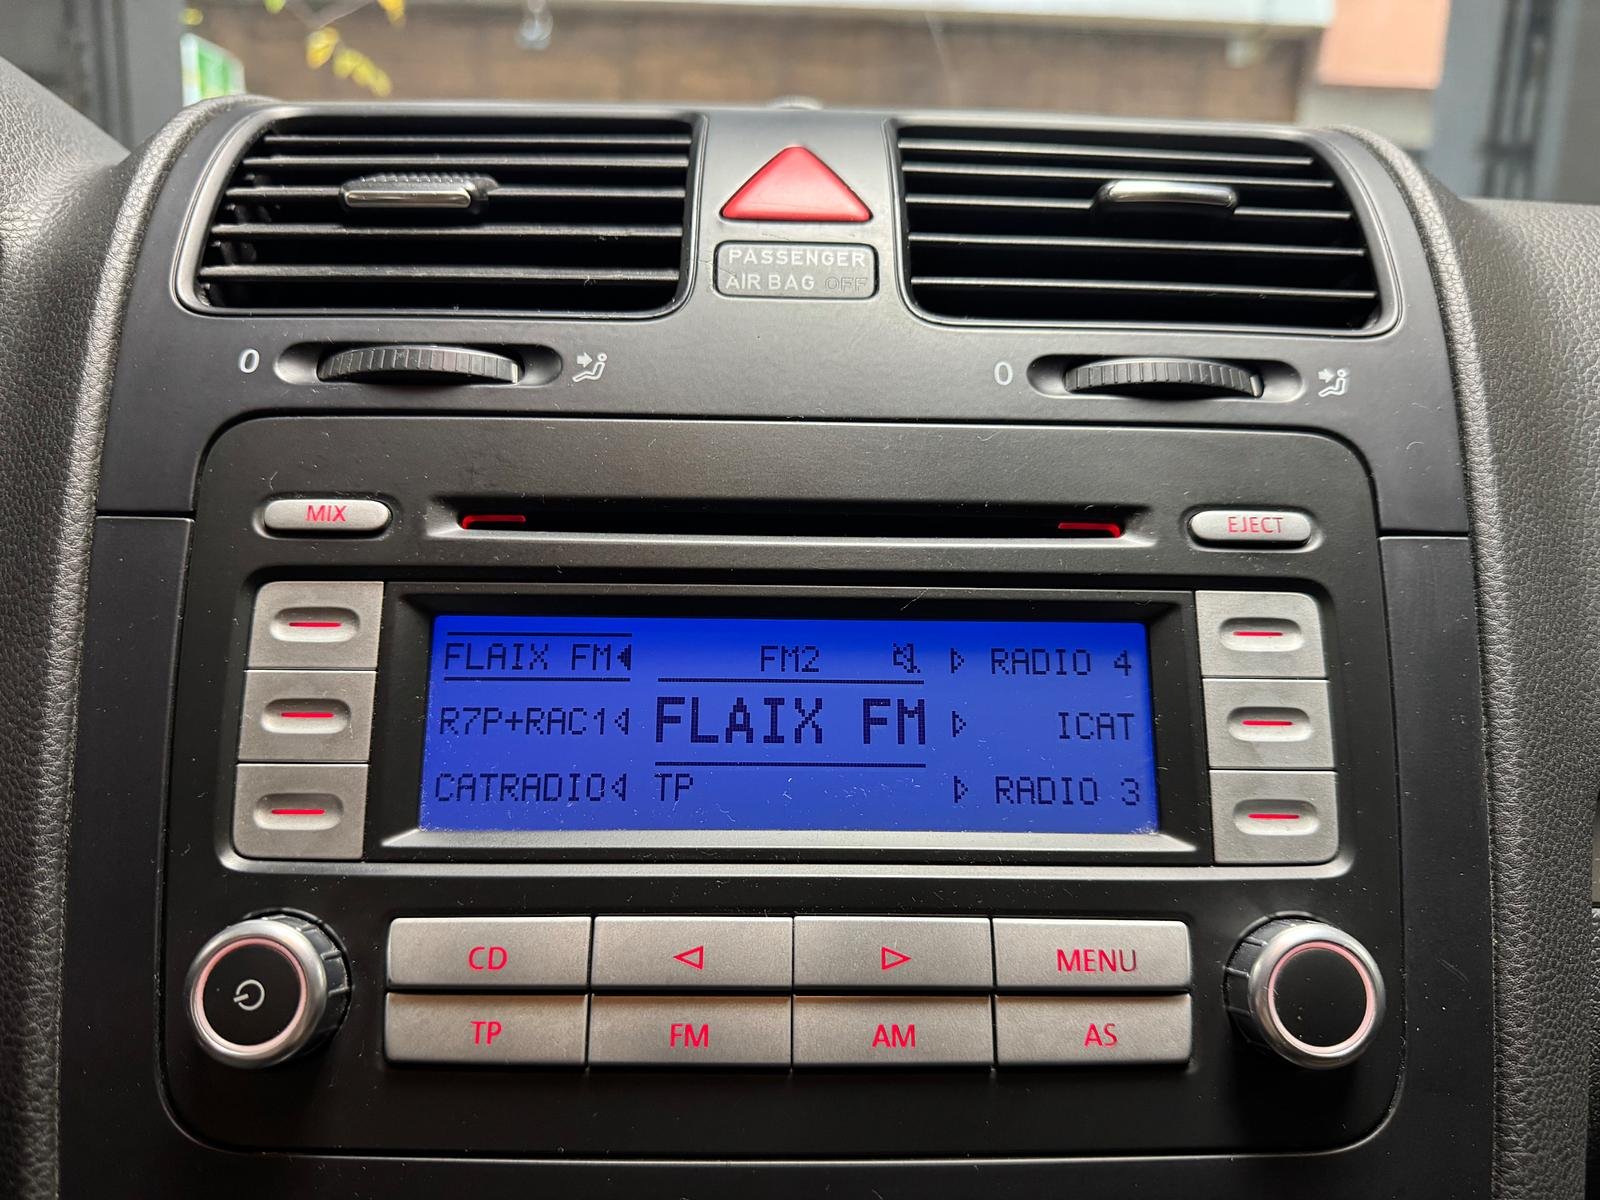 PASSENGER
AIR BAG OFF
0
0
MIX
EJECT
FLAIX FM FM2 RADIO 4
R7P+RAC1 FLAIX FM ICAT
CATRADIO TP RADIO 3
CD MENU
TP FM AM AS